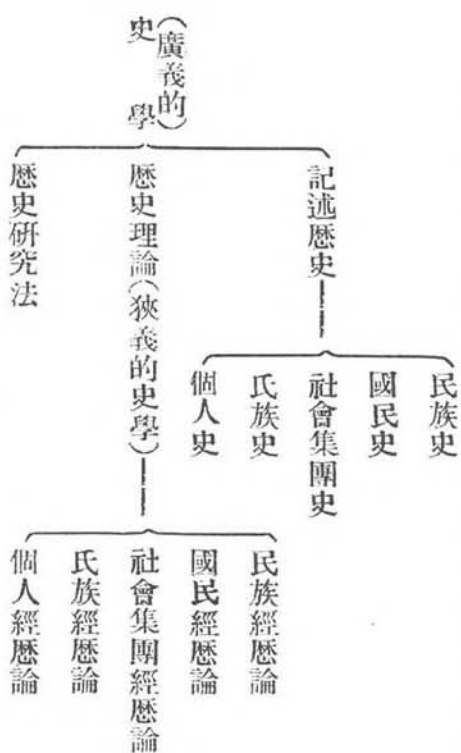 (廣義的)
史學
記述歷史
民族史
國民史
社會集團史
氏族史
個人史
歷史理論(狹義的史學)
民族經歷論
國民經歷論
社會集團經歷論
氏族經歷論
個人經歷論
歷史研究法